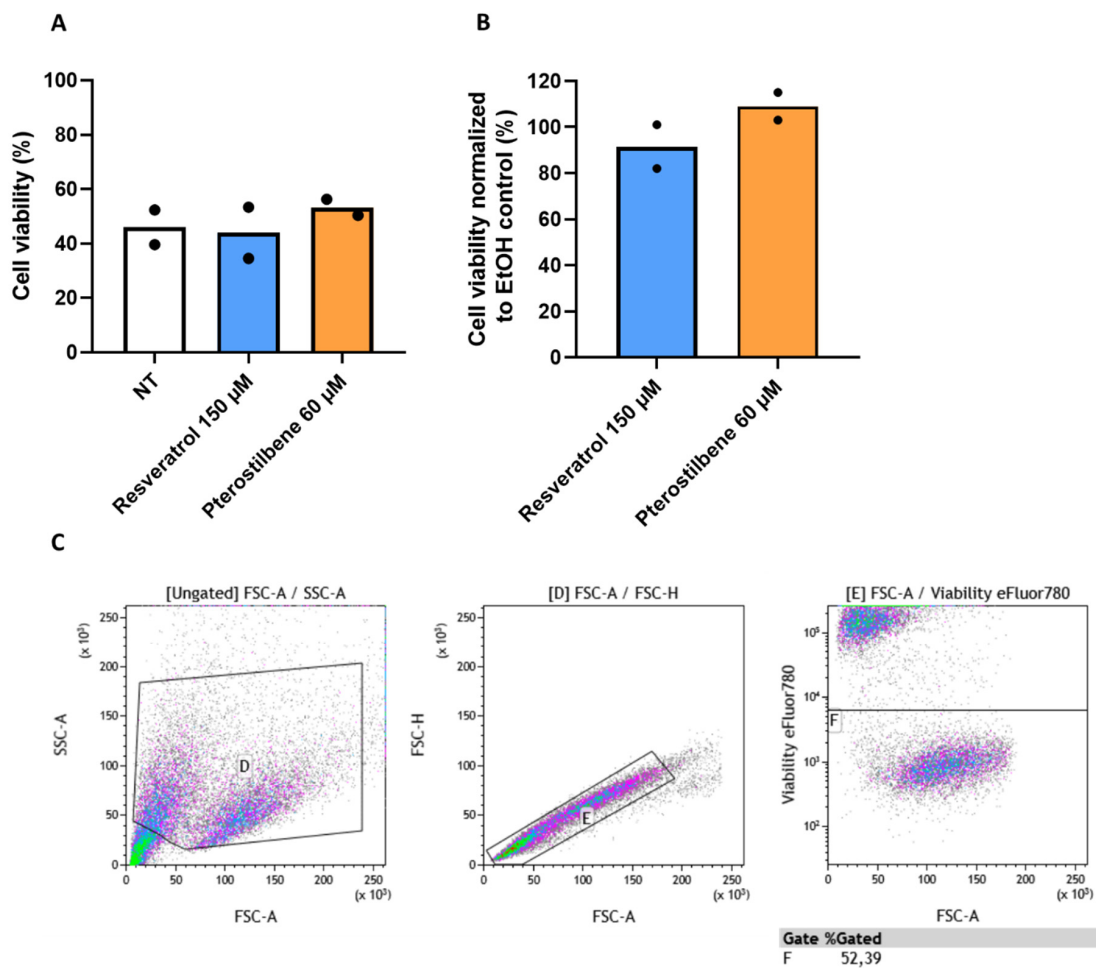 A
Cell viability (%)
100
80
60
40
20
0
NT
Resveratrol 150 µM
Pterostilbene 60 µM
B
Cell viability normalized
to EtOH control (%)
120
100
80
60
40
20
0
Resveratrol 150 µM
Pterostilbene 60 µM
C
[Ungated] FSC-A / SSC-A
(x 10³)
SSC-A
250
200
150
100
50
0
D
0 50 100 150 200 250
(x 10³)
FSC-A
[D] FSC-A / FSC-H
(x 10³)
FSC-H
250
200
150
100
50
0
E
0 50 100 150 200 250
(x 10³)
FSC-A
[E] FSC-A / Viability eFluor780
Viability eFluor780
10⁵
10⁴
10³
10²
F
0 50 100 150 200 250
(x 10³)
FSC-A
Gate %Gated
F 52,39